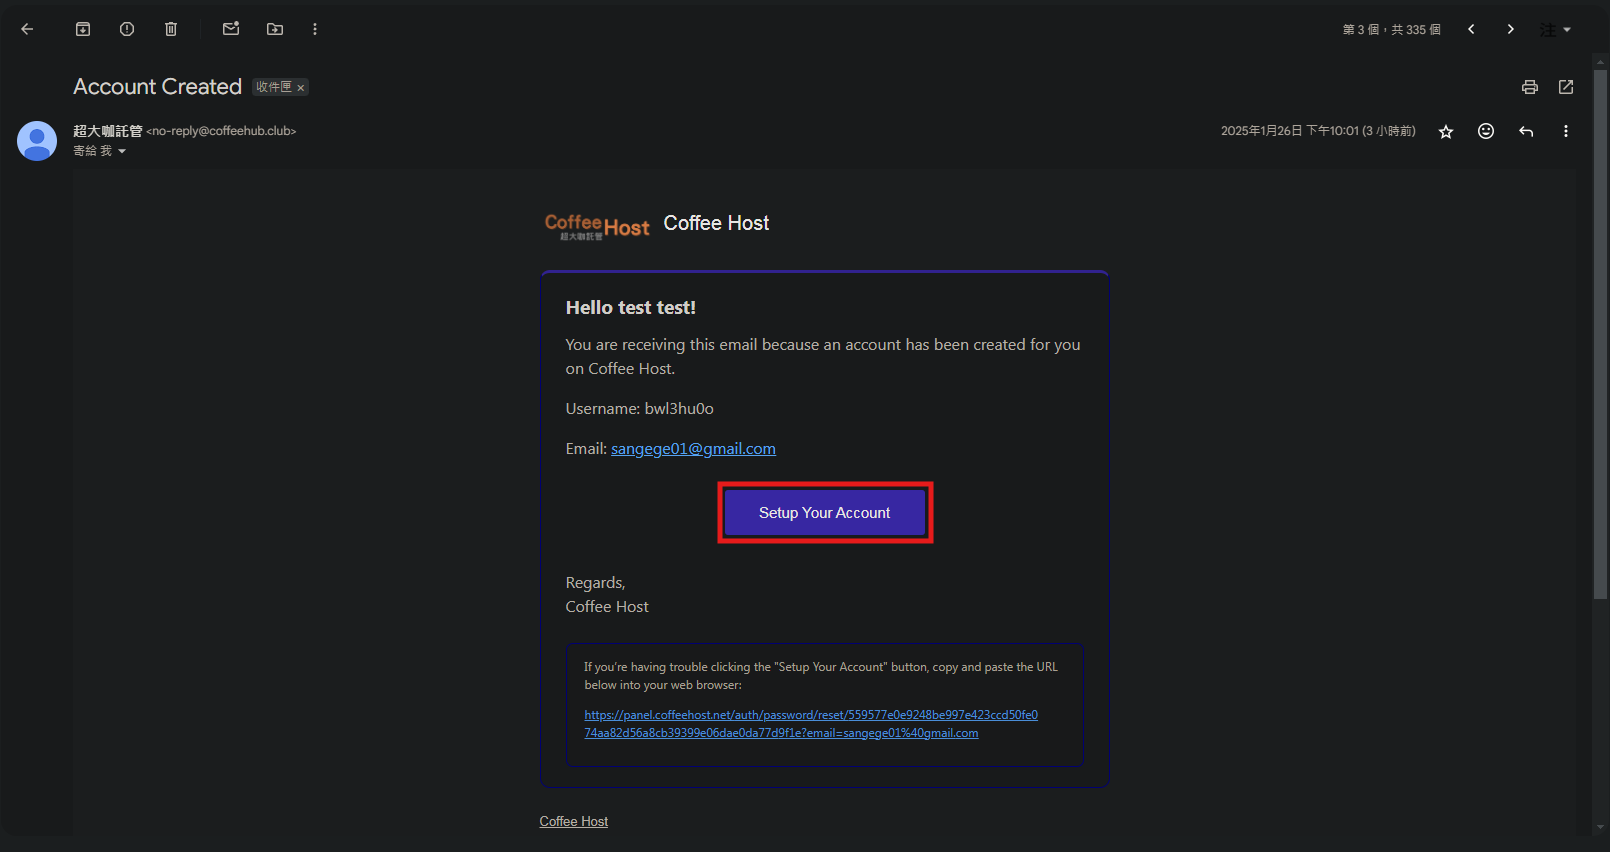 第 3 個，共 335 個
注
Account Created
收件匣 ×
超大咖託管 <no-reply@coffeehub.club>
2025年1月26日 下午10:01 (3 小時前)
寄給 我
CoffeeHost
超大咖託管
Coffee Host
Hello test test!
You are receiving this email because an account has been created for you
on Coffee Host.
Username: bwl3hu0o
Email: sangege01@gmail.com
Setup Your Account
Regards,
Coffee Host
If you're having trouble clicking the "Setup Your Account" button, copy and paste the URL
below into your web browser:
https://panel.coffeehost.net/auth/password/reset/559577e0e9248be997e423ccd50fe0
74aa82d56a8cb39399e06dae0da77d9f1e?email=sangege01%40gmail.com
Coffee Host